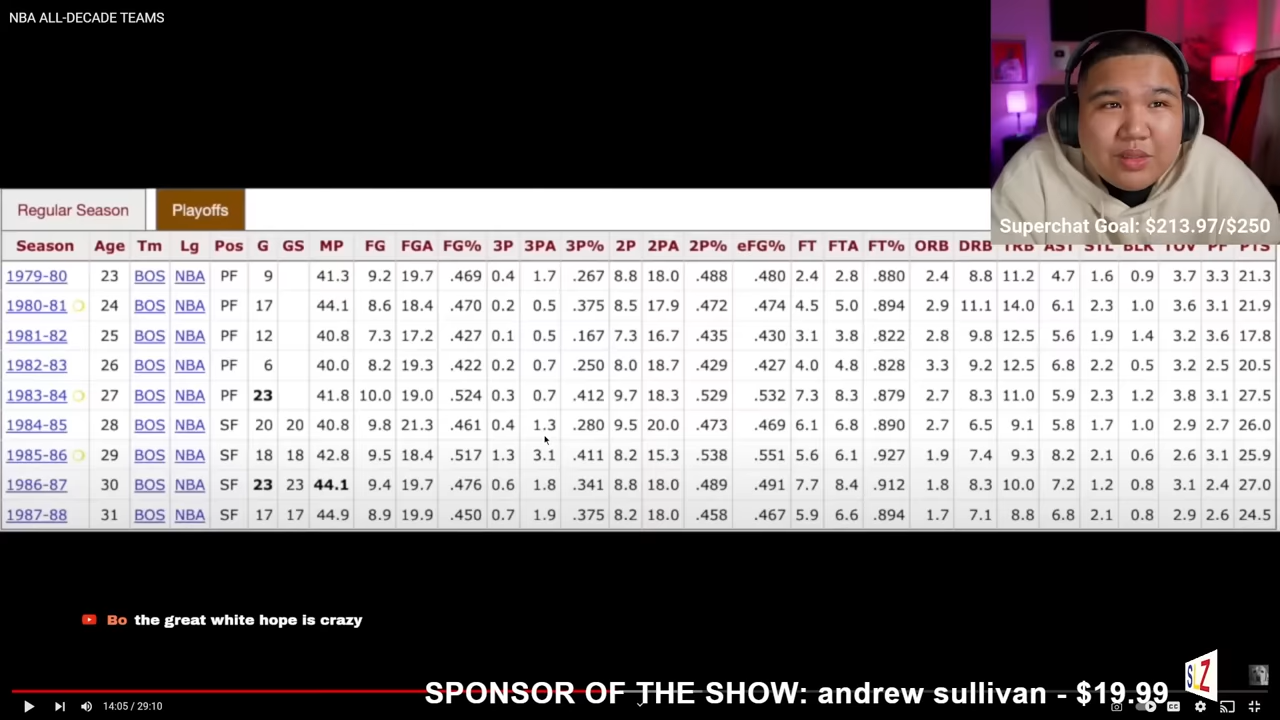 NBA ALL-DECADE TEAMS
Superchat Goal: $213.97/$250
Regular Season Playoffs
Season Age Tm Lg Pos G GS MP FG FGA FG% 3P 3PA 3P% 2P 2PA 2P% eFG% FT FTA FT% ORB DRB TRB AST STL BLK TOV PF PTS
1979-80 23 BOS NBA PF 9 41.3 9.2 19.7 .469 0.4 1.7 .267 8.8 18.0 .488 .480 2.4 2.8 .880 2.4 8.8 11.2 4.7 1.6 0.9 3.7 3.3 21.3
1980-81 24 BOS NBA PF 17 44.1 8.6 18.4 .470 0.2 0.5 .375 8.5 17.9 .472 .474 4.5 5.0 .894 2.9 11.1 14.0 6.1 2.3 1.0 3.6 3.1 21.9
1981-82 25 BOS NBA PF 12 40.8 7.3 17.2 .427 0.1 0.5 .167 7.3 16.7 .435 .430 3.1 3.8 .822 2.8 9.8 12.5 5.6 1.9 1.4 3.2 3.6 17.8
1982-83 26 BOS NBA PF 6 40.0 8.2 19.3 .422 0.2 0.7 .250 8.0 18.7 .429 .427 4.0 4.8 .828 3.3 9.2 12.5 6.8 2.2 0.5 3.2 2.5 20.5
1983-84 27 BOS NBA PF 23 41.8 10.0 19.0 .524 0.3 0.7 .412 9.7 18.3 .529 .532 7.3 8.3 .879 2.7 8.3 11.0 5.9 2.3 1.2 3.8 3.1 27.5
1984-85 28 BOS NBA SF 20 20 40.8 9.8 21.3 .461 0.4 1.3 .280 9.5 20.0 .473 .469 6.1 6.8 .890 2.7 6.5 9.1 5.8 1.7 1.0 2.9 2.7 26.0
1985-86 29 BOS NBA SF 18 18 42.8 9.5 18.4 .517 1.3 3.1 .411 8.2 15.3 .538 .551 5.6 6.1 .927 1.9 7.4 9.3 8.2 2.1 0.6 2.6 3.1 25.9
1986-87 30 BOS NBA SF 23 23 44.1 9.4 19.7 .476 0.6 1.8 .341 8.8 18.0 .489 .491 7.7 8.4 .912 1.8 8.3 10.0 7.2 1.2 0.8 3.1 2.4 27.0
1987-88 31 BOS NBA SF 17 17 44.9 8.9 19.9 .450 0.7 1.9 .375 8.2 18.0 .458 .467 5.9 6.6 .894 1.7 7.1 8.8 6.8 2.1 0.8 2.9 2.6 24.5
Bo the great white hope is crazy
SPONSOR OF THE SHOW: andrew sullivan - $19.99
SLZ
14:05 / 29:10